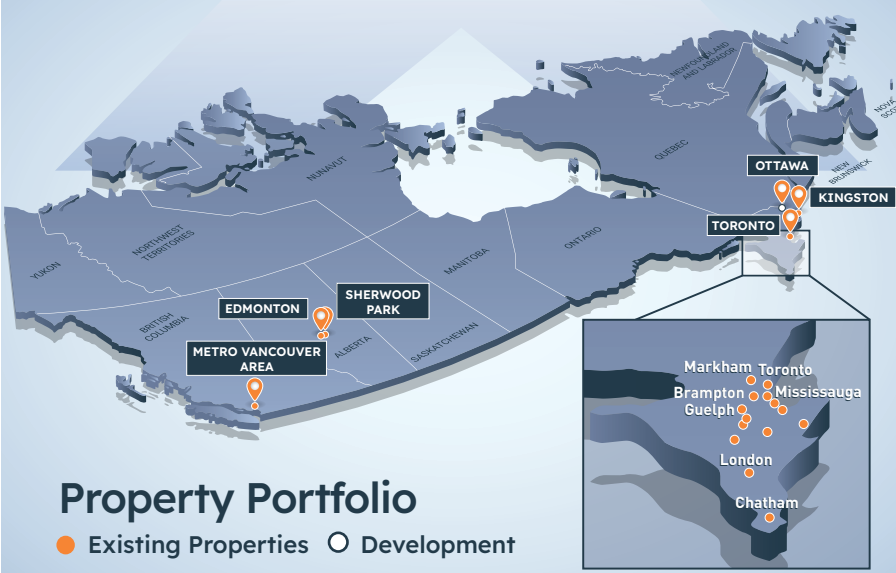 NEWFOUNDLAND
AND LABRADOR
QUEBEC
NEW
BRUNSWICK
OTTAWA
KINGSTON
TORONTO
NUNAVUT
NORTHWEST
TERRITORIES
YUKON
MANITOBA
ONTARIO
BRITISH
COLUMBIA
ALBERTA
SASKATCHEWAN
EDMONTON
SHERWOOD
PARK
METRO VANCOUVER
AREA
Markham
Toronto
Brampton
Mississauga
Guelph
London
Chatham
Property Portfolio
Existing Properties
Development